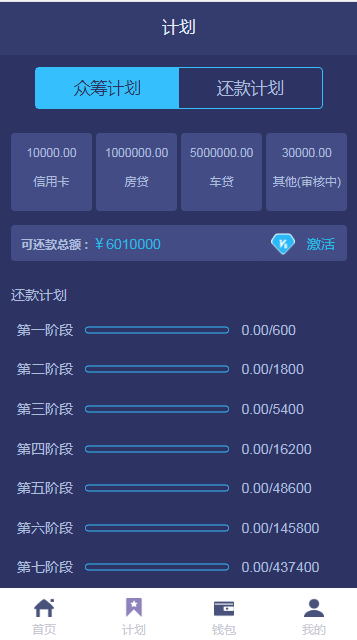 计划
众筹计划 还款计划
10000.00 1000000.00 5000000.00 30000.00
信用卡 房贷 车贷 其他(审核中)
可还款总额：￥6010000 激活
还款计划
第一阶段 0.00/600
第二阶段 0.00/1800
第三阶段 0.00/5400
第四阶段 0.00/16200
第五阶段 0.00/48600
第六阶段 0.00/145800
第七阶段 0.00/437400
首页 计划 钱包 我的